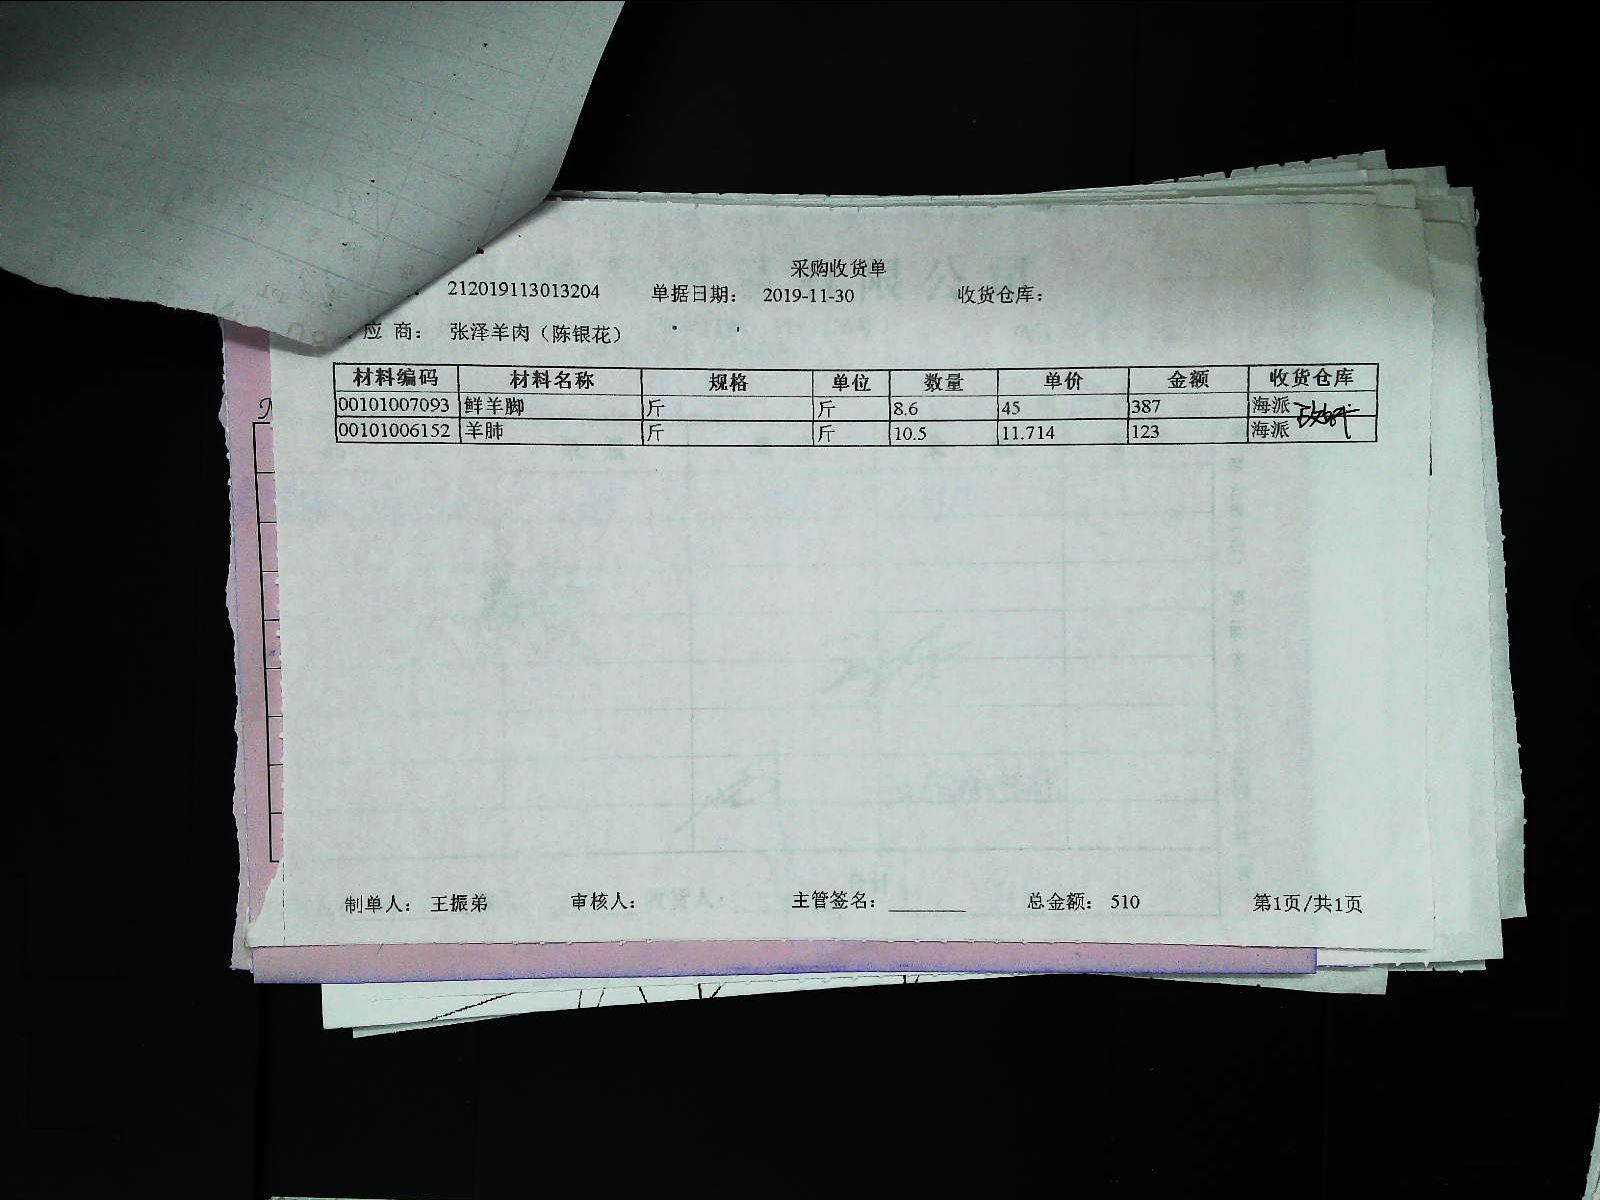 采购收货单
212019113013204 单据日期： 2019-11-30 收货仓库：
应 商： 张泽羊肉（陈银花）
材料编码 材料名称 规格 单位 数量 单价 金额 收货仓库
00101007093 鲜羊脚 斤 斤 8.6 45 387 海派
00101006152 羊肺 斤 斤 10.5 11.714 123 海派
制单人： 王振弟 审核人： 主管签名： 总金额： 510 第1页/共1页